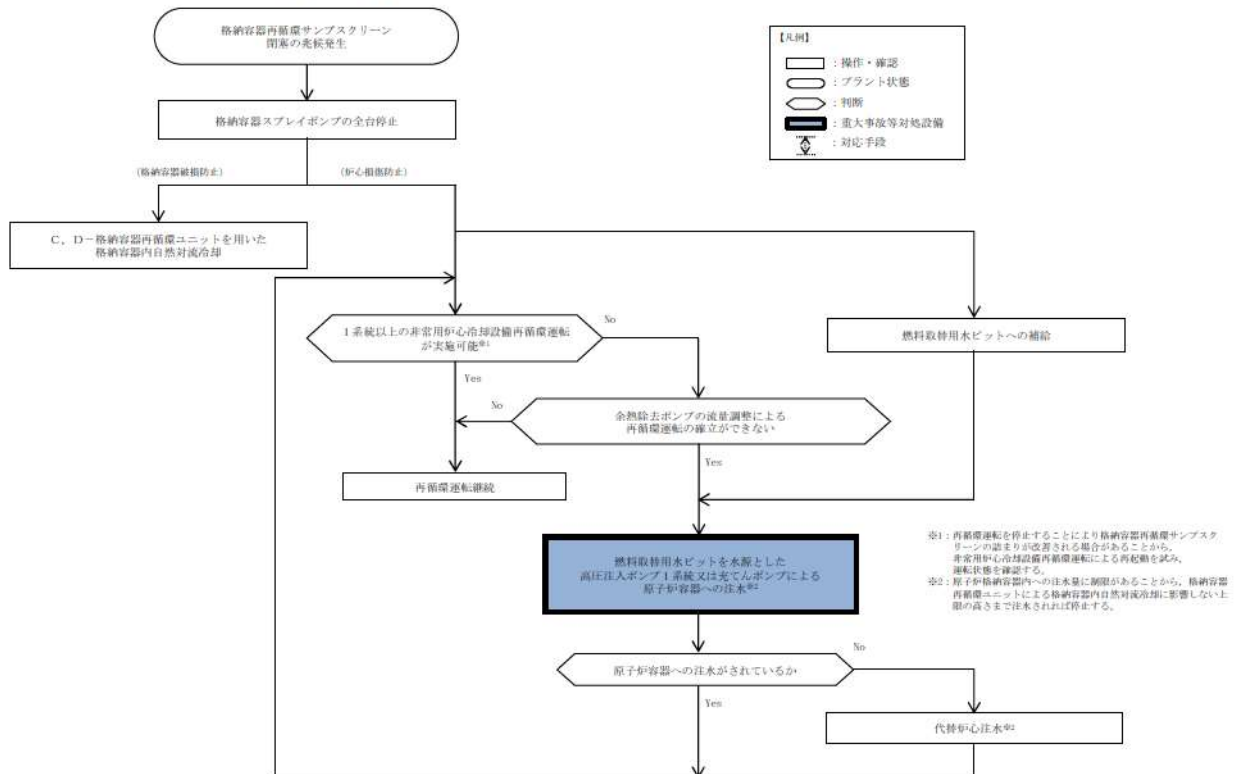 格納容器再循環サンプスクリーン
閉塞の兆候発生
格納容器スプレイポンプの全台停止
(格納容器破損防止)
(炉心損傷防止)
C,D-格納容器再循環ユニットを用いた
格納容器内自然対流冷却
【凡例】
:操作・確認
:プラント状態
:判断
:重大事故等対処設備
:対応手段
1系統以上の非常用炉心冷却設備再循環運転
が実施可能※1
No
Yes
燃料取替用水ピットへの補給
余熱除去ポンプの流量調整による
再循環運転の確立ができない
No
Yes
再循環運転継続
燃料取替用水ピットを水源とした
高圧注入ポンプ1系統又は充てんポンプによる
原子炉容器への注水※2
※1:再循環運転を停止することにより格納容器再循環サンプスク
リーンの詰まりが改善される場合があることから、
非常用炉心冷却設備再循環運転による再起動を試み、
運転状態を確認する。
※2:原子炉格納容器内への注水量に制限があることから、格納容器
再循環ユニットによる格納容器内自然対流冷却に影響しない上
限の高さまで注水されれば停止する。
原子炉容器への注水がされているか
No
Yes
代替炉心注水※2